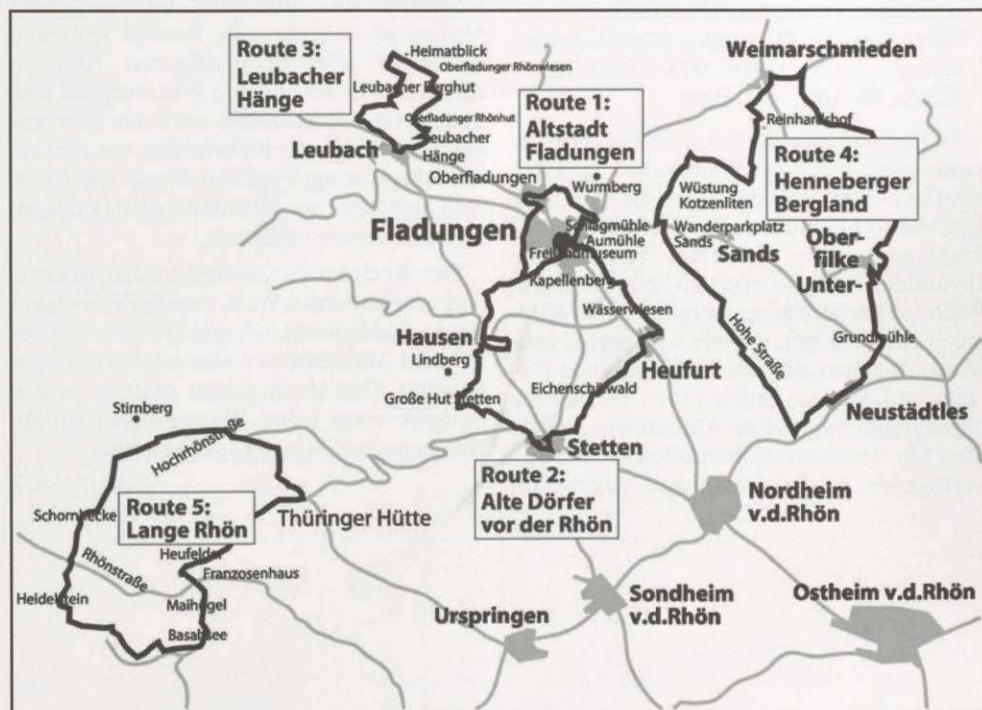 Route 3:
Leubacher
Hänge
Heimatblick
Oberfladunger Rhönwiesen
Leubacher Berghut
Oberfladunger Rhönhut
Leubacher
Hänge
Leubach
Oberfladungen
Route 1:
Altstadt
Fladungen
Wurmberg
Fladungen
Schlagmühle
Aumühle
Freilandmuseum
Kapellenberg
Wässerwiesen
Weimarschmieden
Reinhardshof
Route 4:
Henneberger
Bergland
Wüstung
Kotzenliten
Wanderparkplatz
Sands
Sands
Ober-
filke
Unter-
Hohe Straße
Grundmühle
Neustädtles
Hausen
Lindberg
Große Hut Stetten
Eichenschälwald
Heufurt
Stetten
Route 2:
Alte Dörfer
vor der Rhön
Nordheim
v.d.Rhön
Stirnberg
Hochrhönstraße
Schornhecke
Route 5:
Lange Rhön
Thüringer Hütte
Rhönstraße
Heufelder
Franzosenhaus
Heidelstein
Maihügel
Basaltsee
Urspringen
Sondheim
v.d.Rhön
Ostheim v.d.Rhön